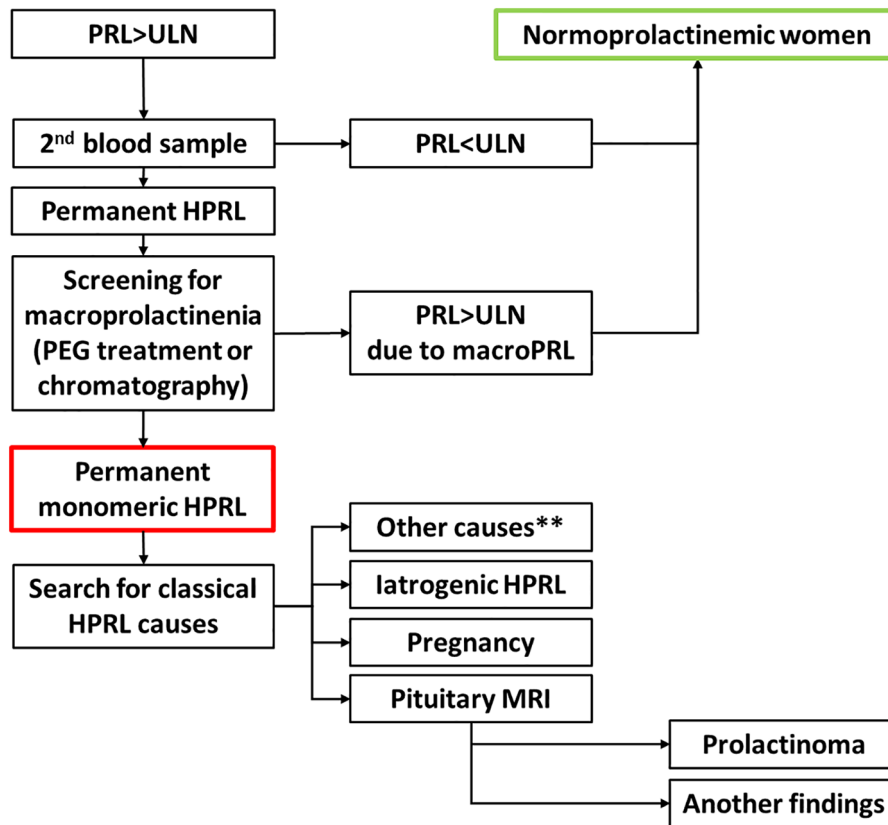 PRL>ULN
Normoprolactinemic women
2nd blood sample
PRL<ULN
Permanent HPRL
Screening for
macroprolactinenia
(PEG treatment or
chromatography)
PRL>ULN
due to macroPRL
Permanent
monomeric HPRL
Search for classical
HPRL causes
Other causes**
Iatrogenic HPRL
Pregnancy
Pituitary MRI
Prolactinoma
Another findings